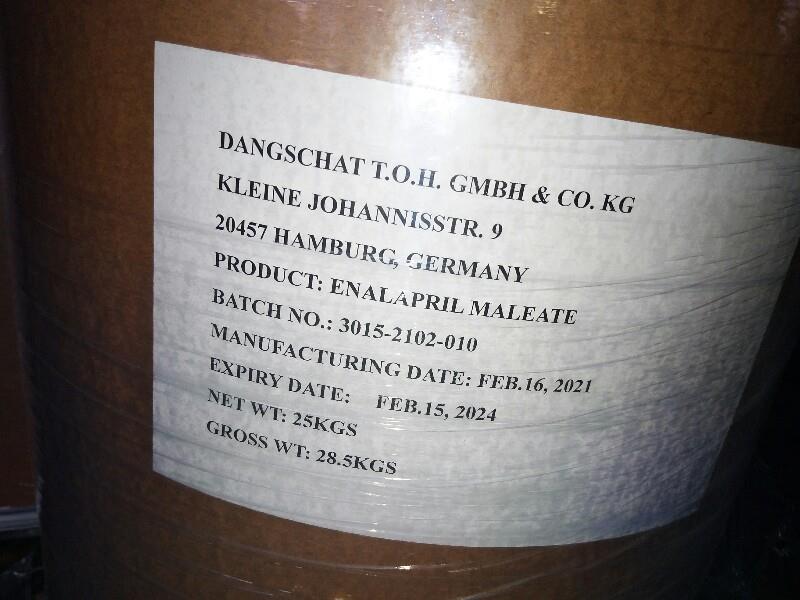 DANGSCHAT T.O.H. GMBH & CO. KG
KLEINE JOHANNISSTR. 9
20457 HAMBURG, GERMANY
PRODUCT: ENALAPRIL MALEATE
BATCH NO.: 3015-2102-010
MANUFACTURING DATE: FEB.16, 2021
EXPIRY DATE: FEB.15, 2024
NET WT: 25KGS
GROSS WT: 28.5KGS